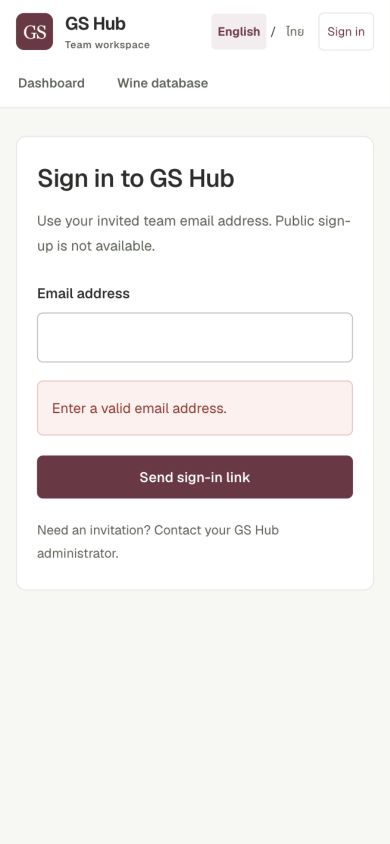 GS
GS Hub
Team workspace
English / ไทย
Sign in
Dashboard
Wine database
Sign in to GS Hub
Use your invited team email address. Public sign-
up is not available.
Email address
Enter a valid email address.
Send sign-in link
Need an invitation? Contact your GS Hub
administrator.